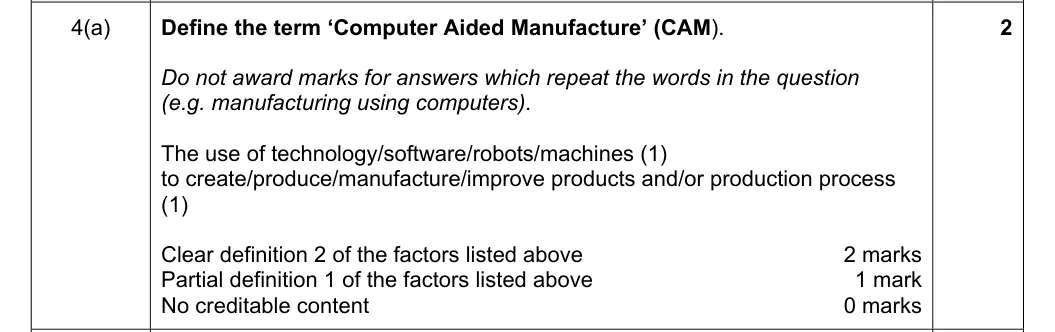 4(a) Define the term ‘Computer Aided Manufacture’ (CAM). 2
Do not award marks for answers which repeat the words in the question
(e.g. manufacturing using computers).
The use of technology/software/robots/machines (1)
to create/produce/manufacture/improve products and/or production process
(1)
Clear definition 2 of the factors listed above 2 marks
Partial definition 1 of the factors listed above 1 mark
No creditable content 0 marks